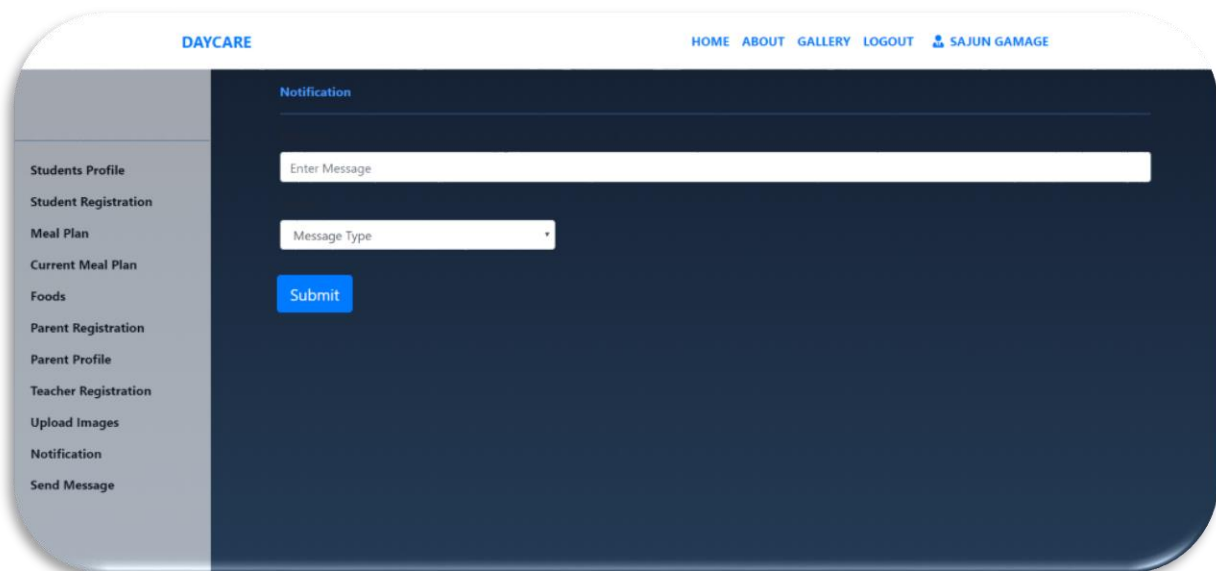 DAYCARE
HOME ABOUT GALLERY LOGOUT SAJUN GAMAGE
Students Profile
Student Registration
Meal Plan
Current Meal Plan
Foods
Parent Registration
Parent Profile
Teacher Registration
Upload Images
Notification
Send Message
Notification
Enter Message
Message Type
Submit